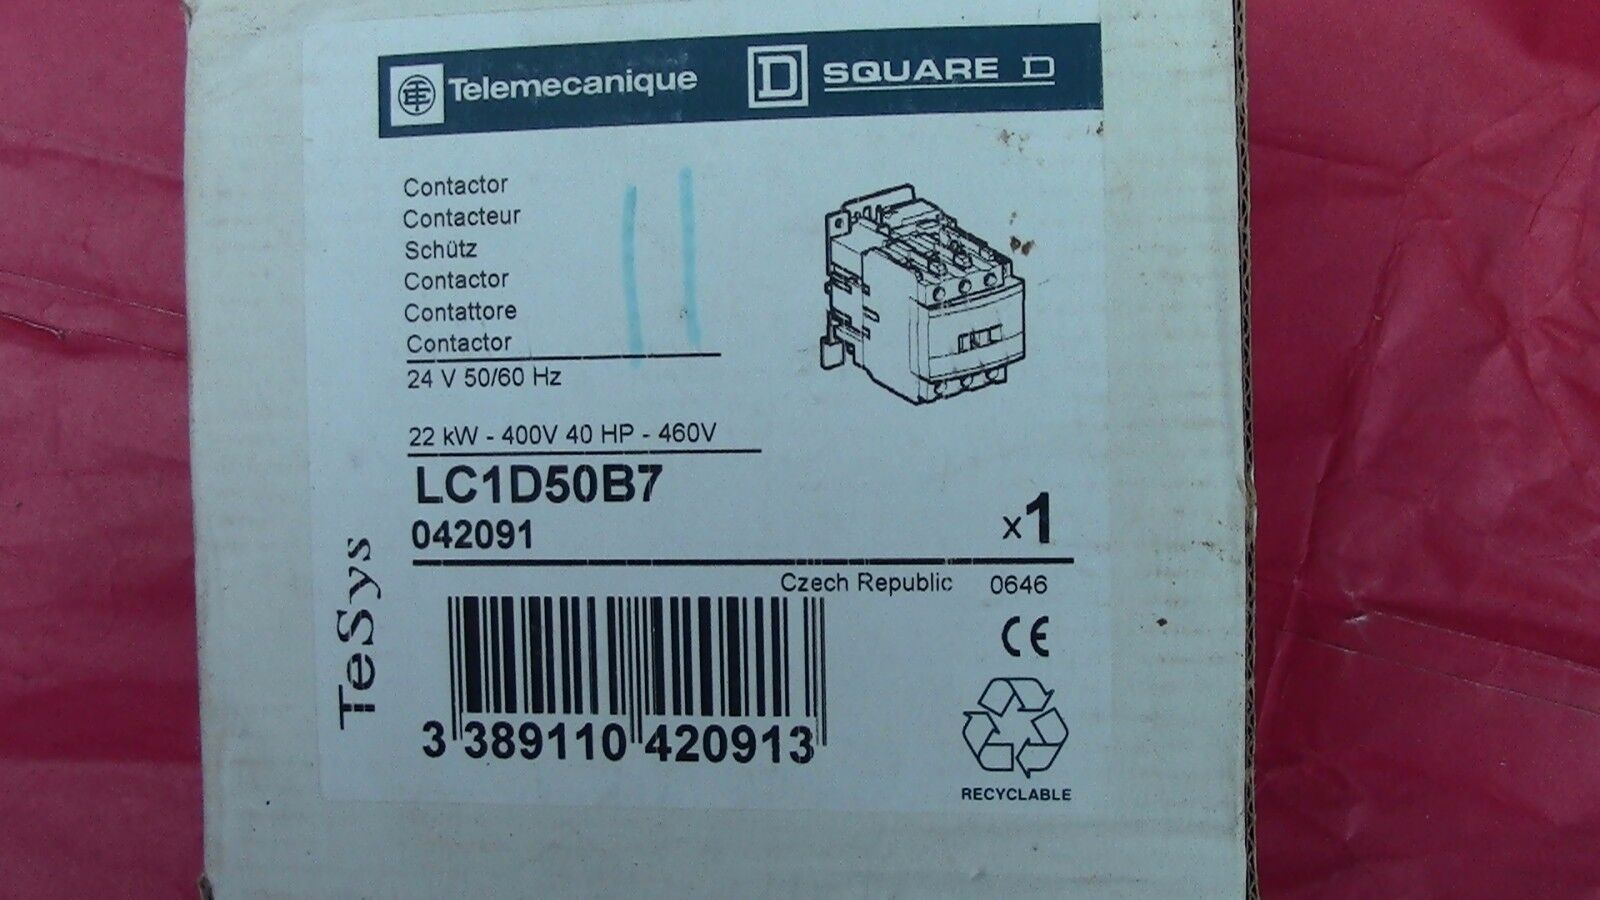 Telemecanique D SQUARE D
Contactor
Contacteur
Schütz
Contactor
Contattore
Contactor
24 V 50/60 Hz
22 kW - 400V 40 HP - 460V
LC1D50B7
042091
x1
Czech Republic 0646
TeSys
CE
3 389110 420913
RECYCLABLE